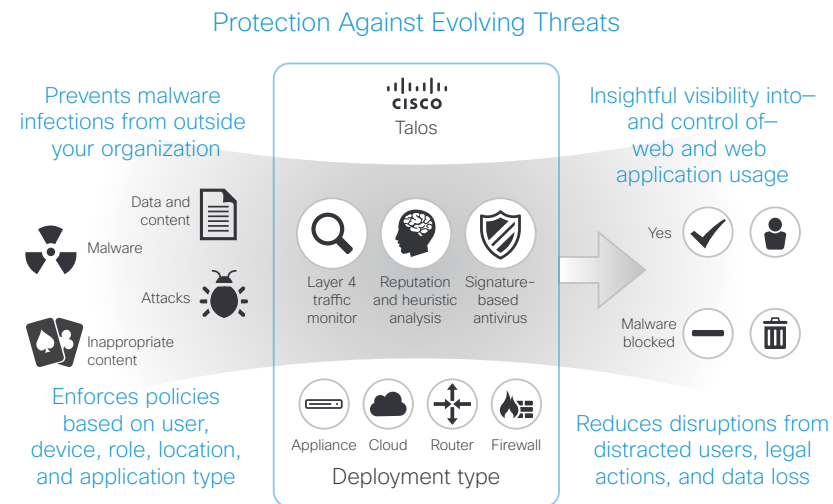 Protection Against Evolving Threats
Prevents malware
infections from outside
your organization
Data and
content
Malware
Attacks
Inappropriate
content
Enforces policies
based on user,
device, role, location,
and application type
CISCO
Talos
Layer 4
traffic
monitor
Reputation
and heuristic
analysis
Signature-
based
antivirus
Appliance
Cloud
Router
Firewall
Deployment type
Insightful visibility into—
and control of—
web and web
application usage
Yes
Malware
blocked
Reduces disruptions from
distracted users, legal
actions, and data loss